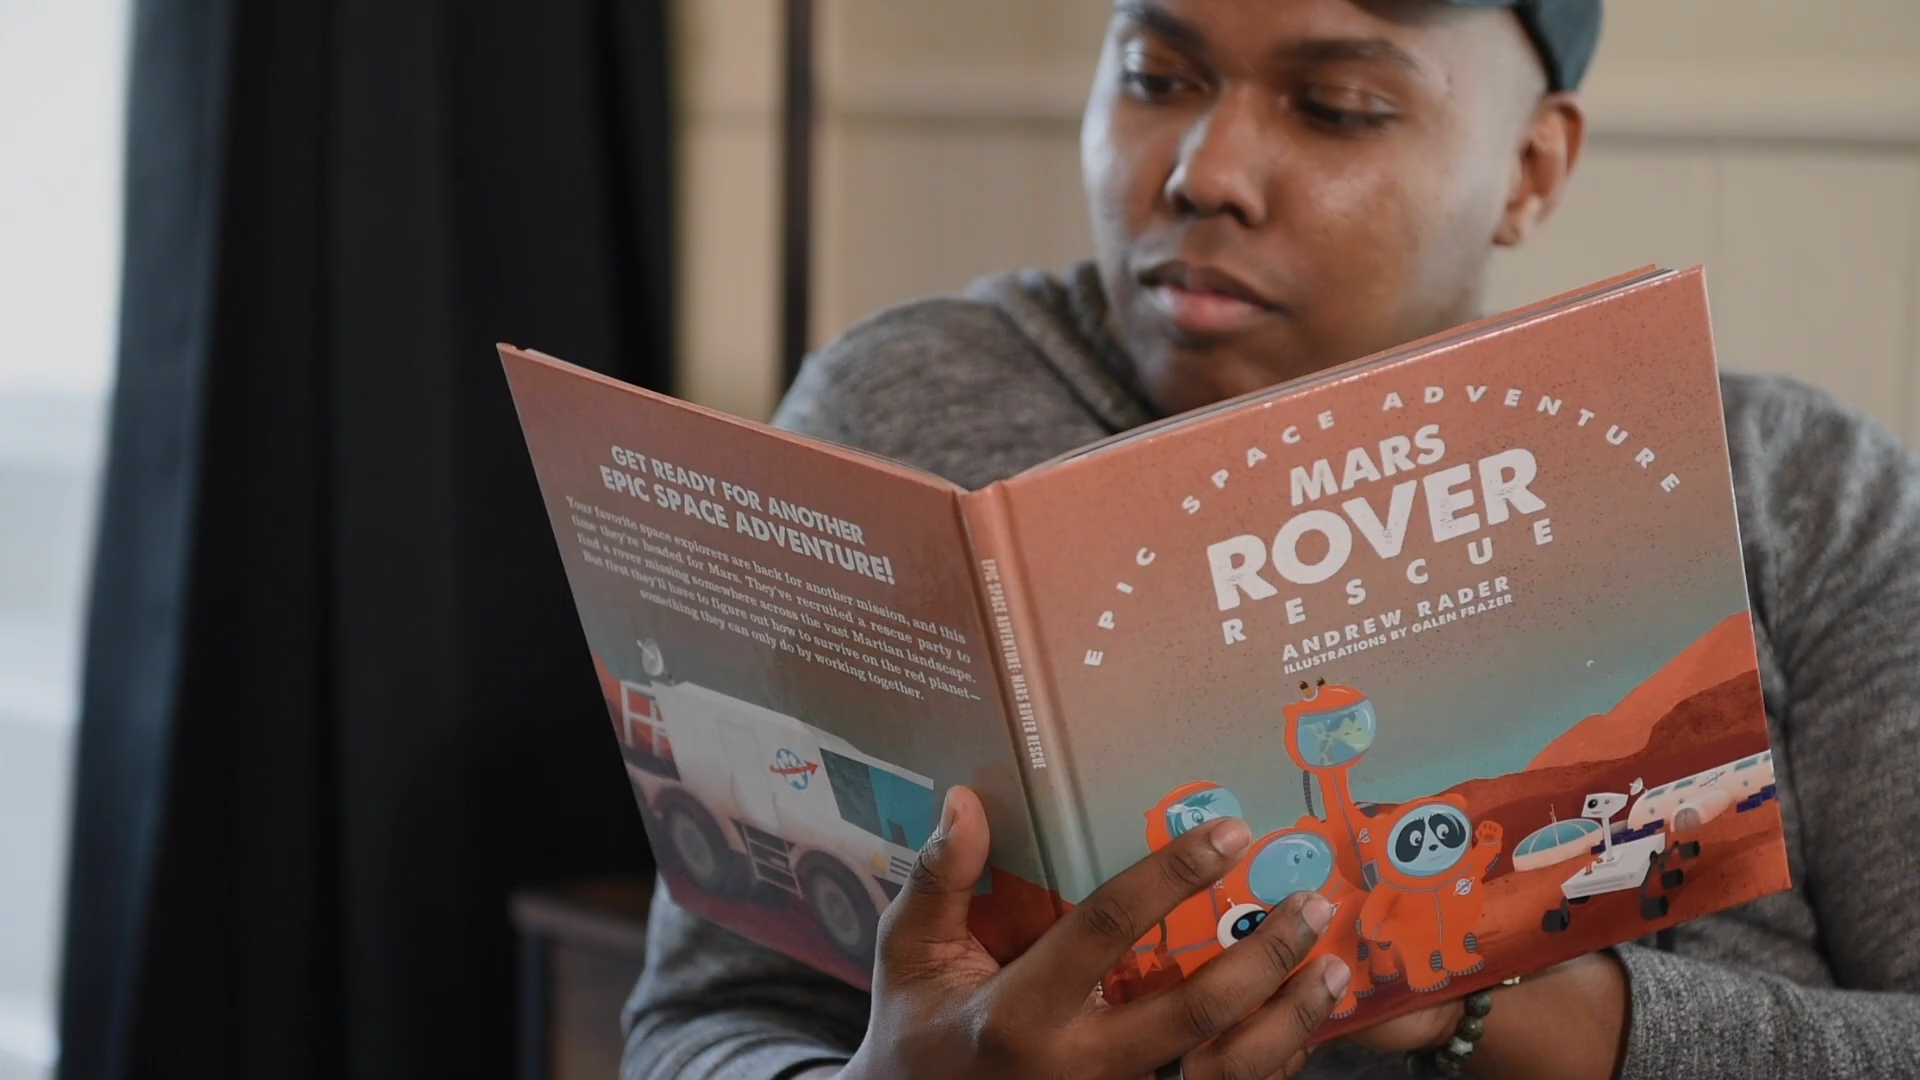 GET READY FOR ANOTHER
EPIC SPACE ADVENTURE!
Your favorite space explorers are back for another mission, and this
time they're headed for Mars. They've recruited a rescue party to
find a rover missing somewhere across the vast Martian landscape.
But first they'll have to figure out how to survive on the red planet—
something they can only do by working together.
EPIC SPACE ADVENTURE: MARS ROVER RESCUE
EPIC SPACE ADVENTURE
MARS
ROVER
RESCUE
ANDREW RADER
ILLUSTRATIONS BY GALEN FRAZER